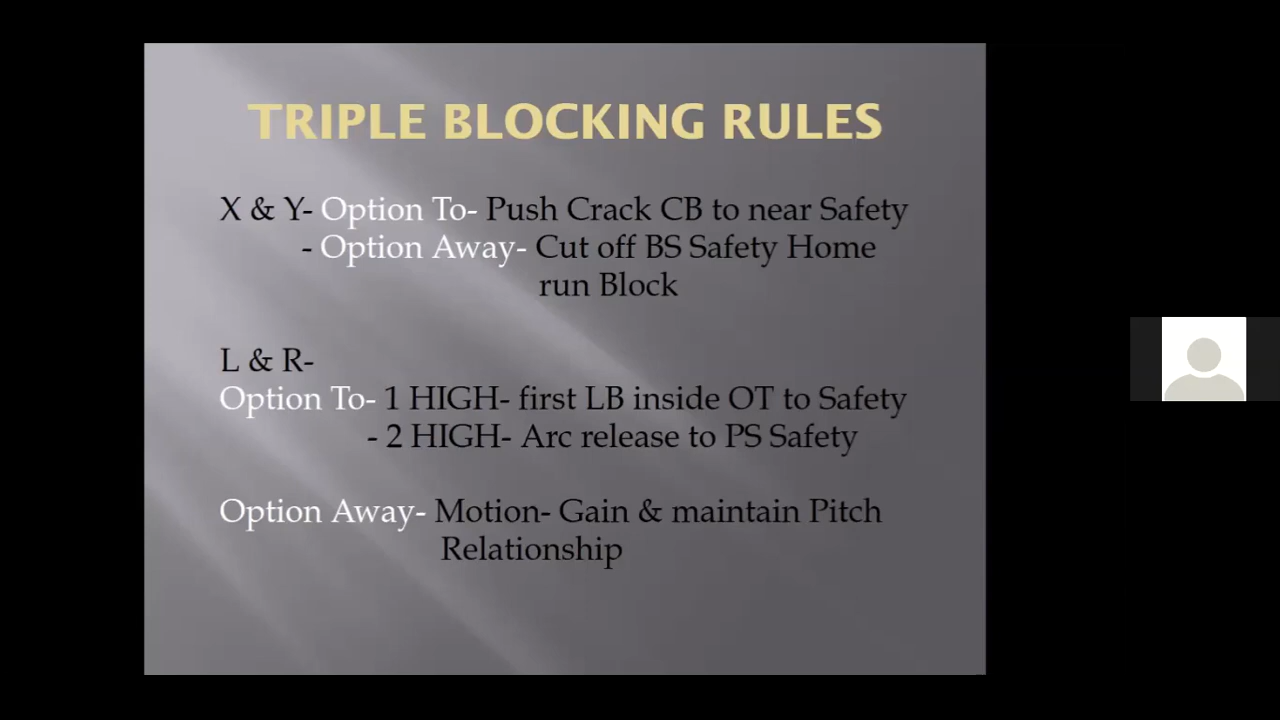 TRIPLE BLOCKING RULES
X & Y- Option To- Push Crack CB to near Safety
- Option Away- Cut off BS Safety Home
run Block
L & R-
Option To- 1 HIGH- first LB inside OT to Safety
- 2 HIGH- Arc release to PS Safety
Option Away- Motion- Gain & maintain Pitch
Relationship